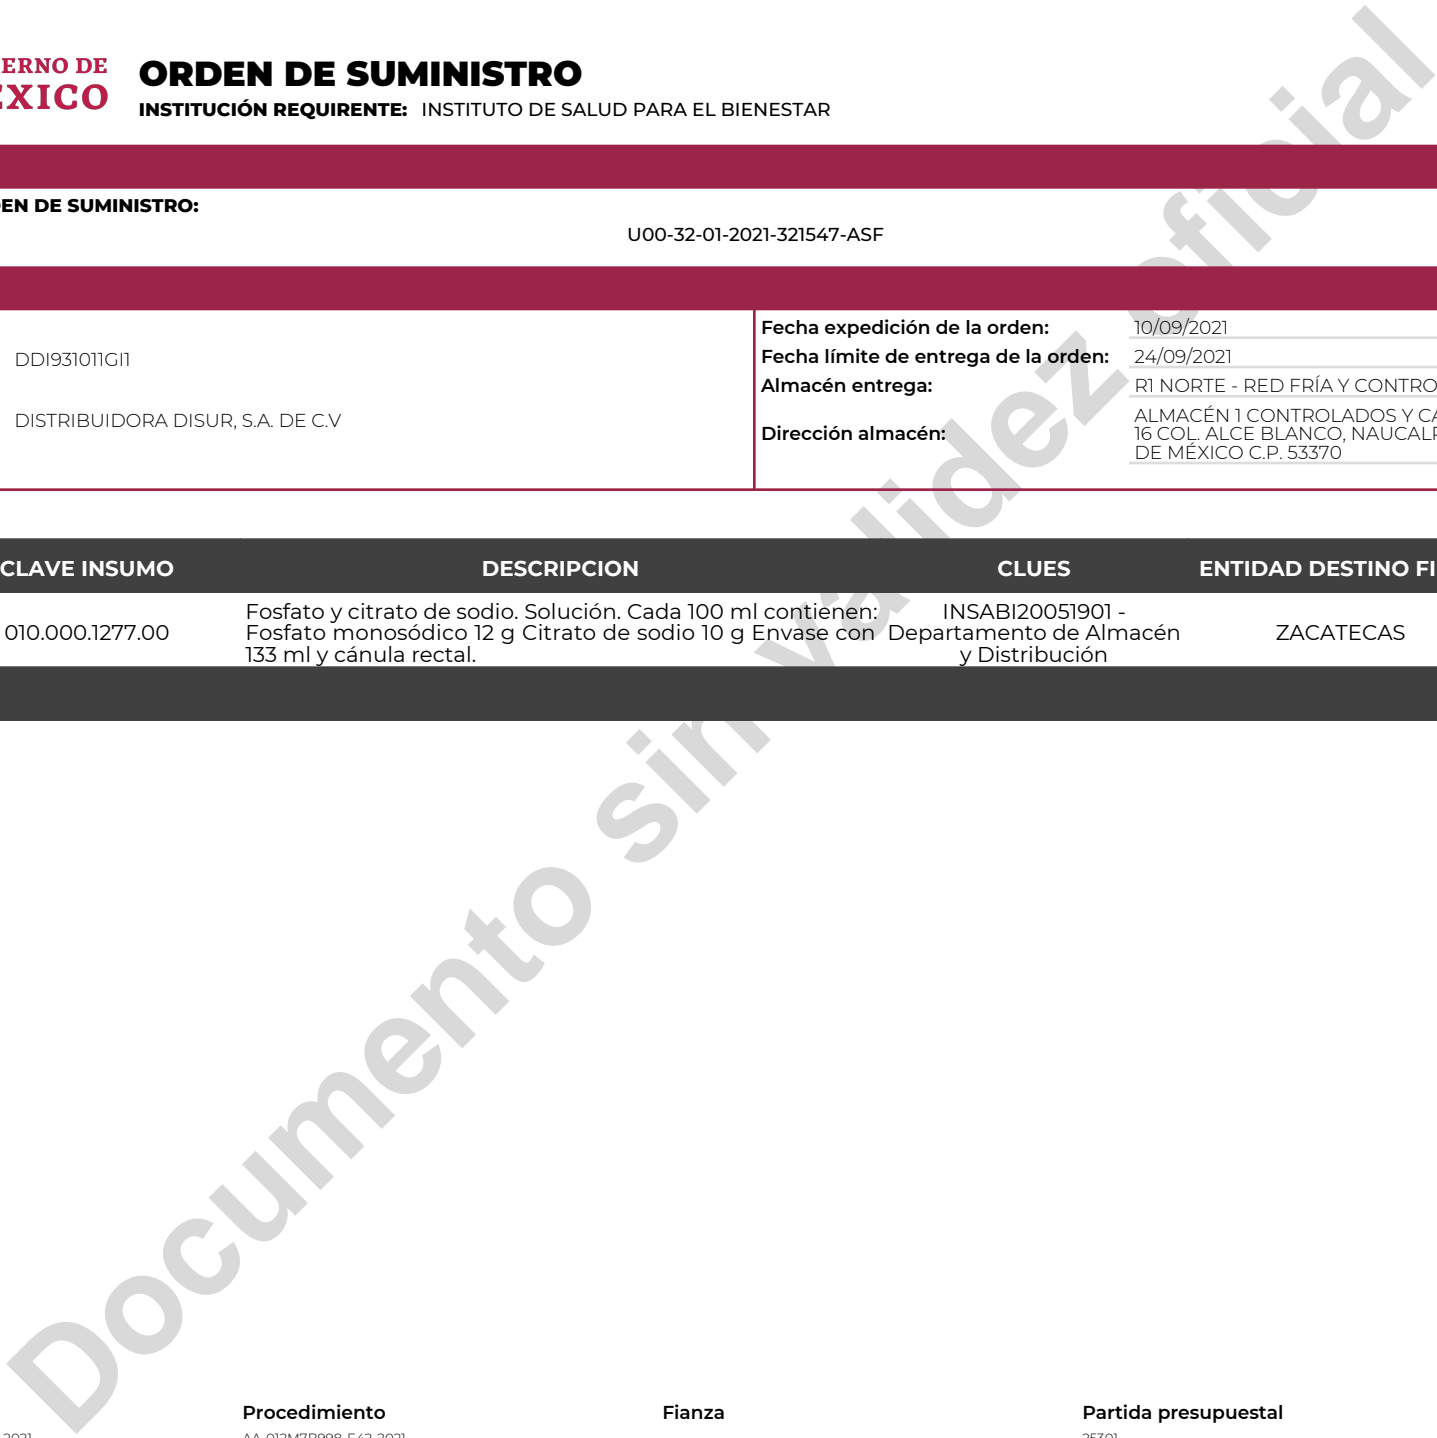 ERNO DE
ÉXICO
ORDEN DE SUMINISTRO
INSTITUCIÓN REQUIRENTE: INSTITUTO DE SALUD PARA EL BIENESTAR
EN DE SUMINISTRO:
U00-32-01-2021-321547-ASF
DDI931011GI1
DISTRIBUIDORA DISUR, S.A. DE C.V
Fecha expedición de la orden: 10/09/2021
Fecha límite de entrega de la orden: 24/09/2021
Almacén entrega: R1 NORTE - RED FRÍA Y CONTRO
Dirección almacén:
ALMACÉN 1 CONTROLADOS Y CA
16 COL. ALCE BLANCO, NAUCALP
DE MÉXICO C.P. 53370
CLAVE INSUMO DESCRIPCION CLUES ENTIDAD DESTINO FI
010.000.1277.00
Fosfato y citrato de sodio. Solución. Cada 100 ml contienen:
Fosfato monosódico 12 g Citrato de sodio 10 g Envase con
133 ml y cánula rectal.
INSABI20051901 -
Departamento de Almacén
y Distribución
ZACATECAS
Documento sin validez oficial
Procedimiento Fianza Partida presupuestal